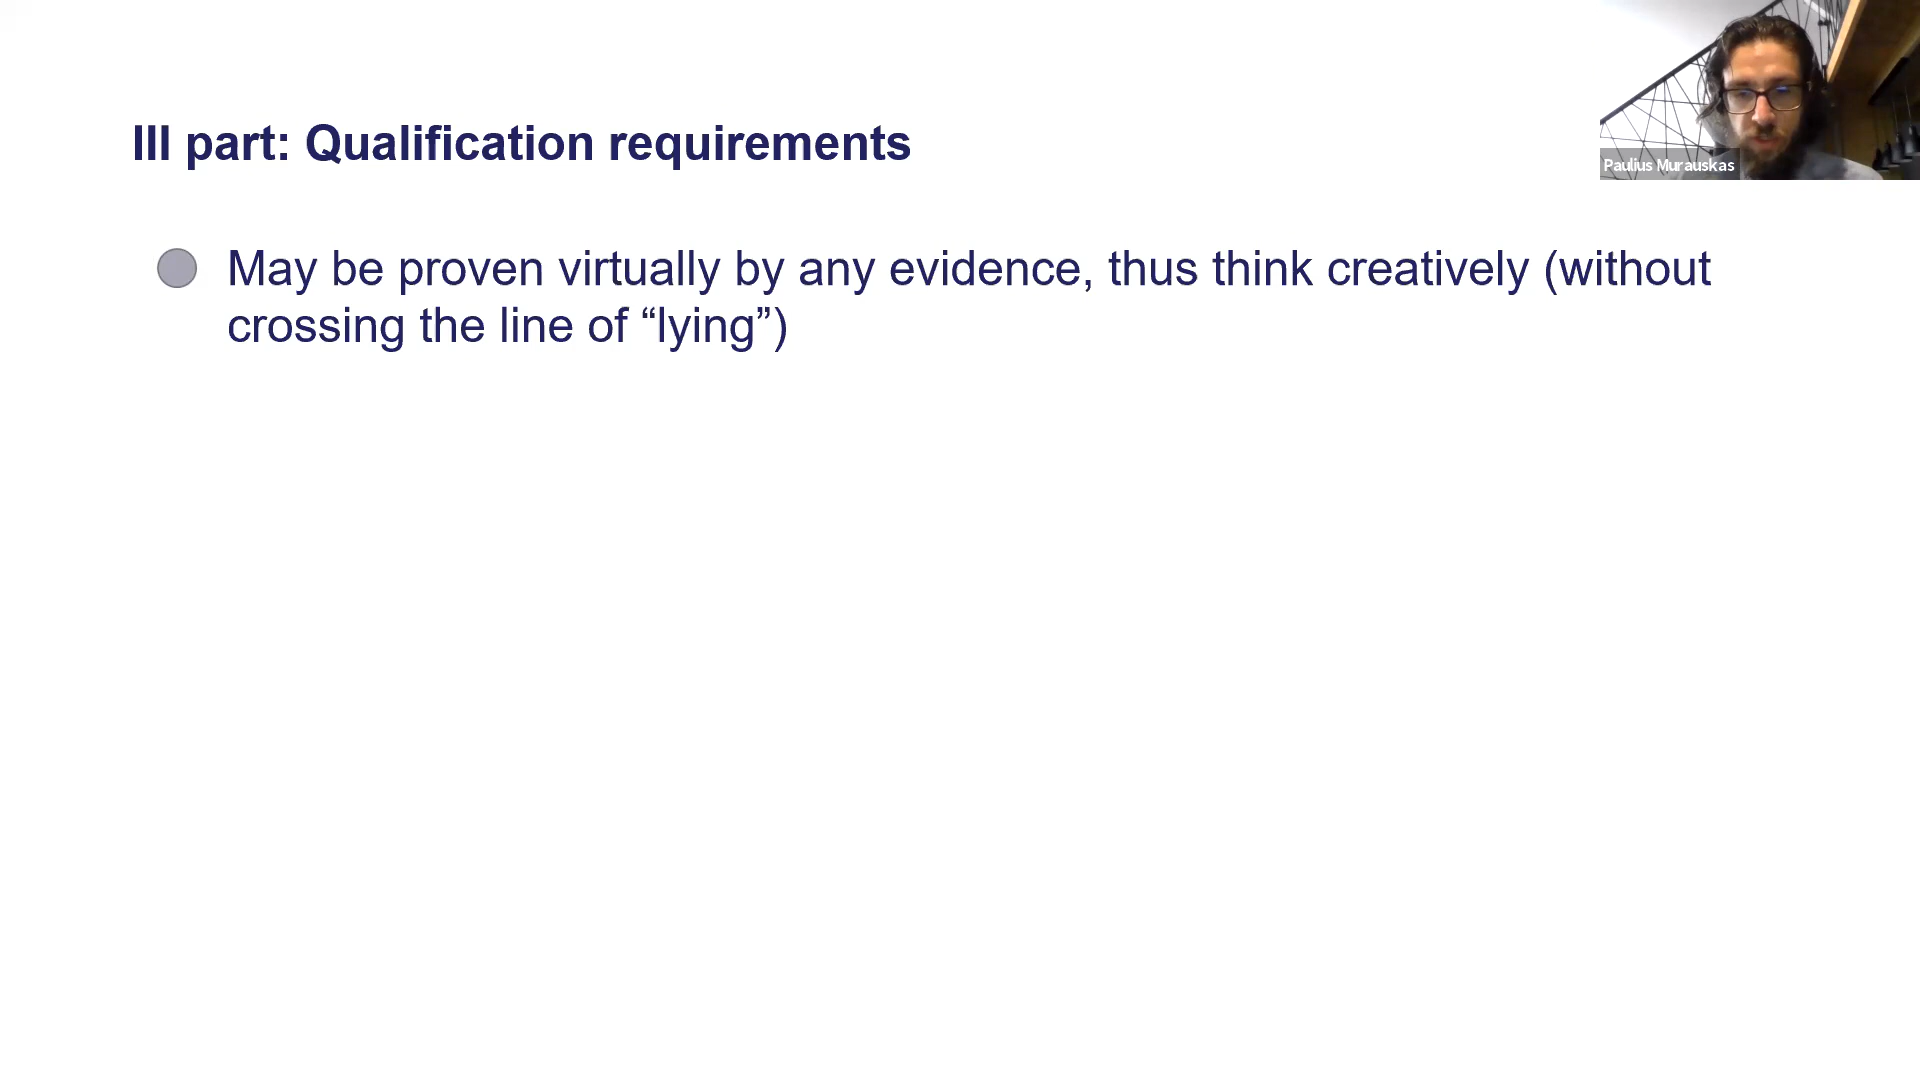 III part: Qualification requirements
Paulius Murauskas
May be proven virtually by any evidence, thus think creatively (without
crossing the line of “lying”)